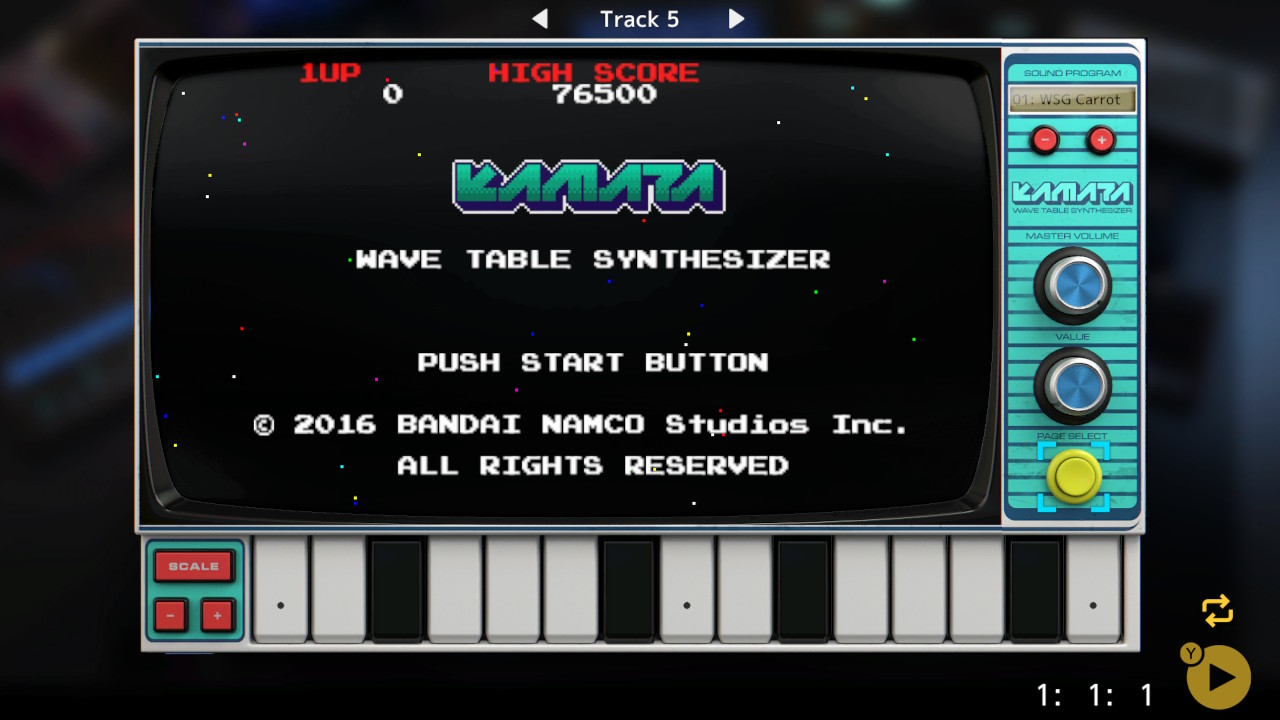 Track 5
1UP HIGH SCORE
0 76500
KAMATA
WAVE TABLE SYNTHESIZER
PUSH START BUTTON
© 2016 BANDAI NAMCO Studios Inc.
ALL RIGHTS RESERVED
SOUND PROGRAM
01: WSG Carrot
- +
KAMATA
WAVE TABLE SYNTHESIZER
MASTER VOLUME
VALUE
PAGE SELECT
SCALE
- +
Y
1: 1: 1